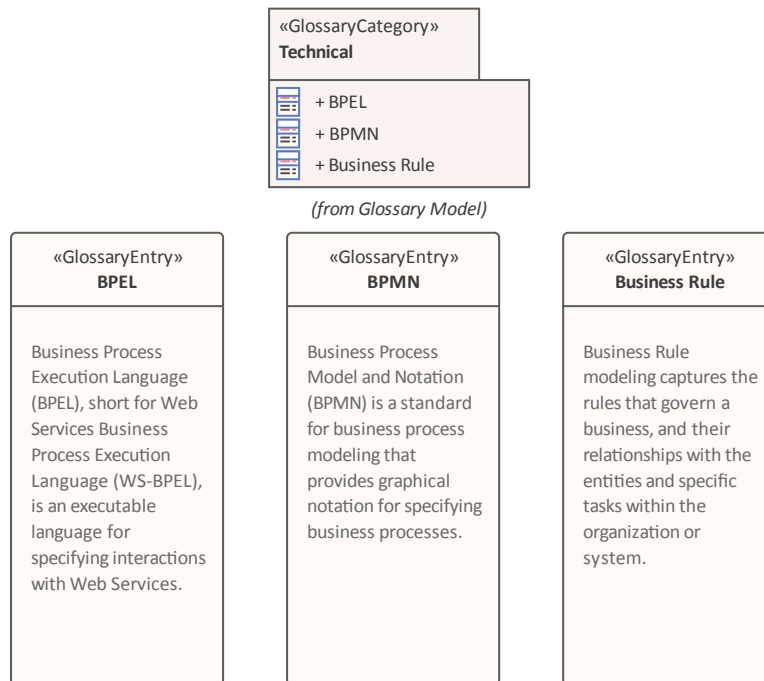 «GlossaryCategory»
Technical
+ BPEL
+ BPMN
+ Business Rule
(from Glossary Model)
«GlossaryEntry»
BPEL
Business Process
Execution Language
(BPEL), short for Web
Services Business
Process Execution
Language (WS-BPEL),
is an executable
language for
specifying interactions
with Web Services.
«GlossaryEntry»
BPMN
Business Process
Model and Notation
(BPMN) is a standard
for business process
modeling that
provides graphical
notation for specifying
business processes.
«GlossaryEntry»
Business Rule
Business Rule
modeling captures the
rules that govern a
business, and their
relationships with the
entities and specific
tasks within the
organization or
system.